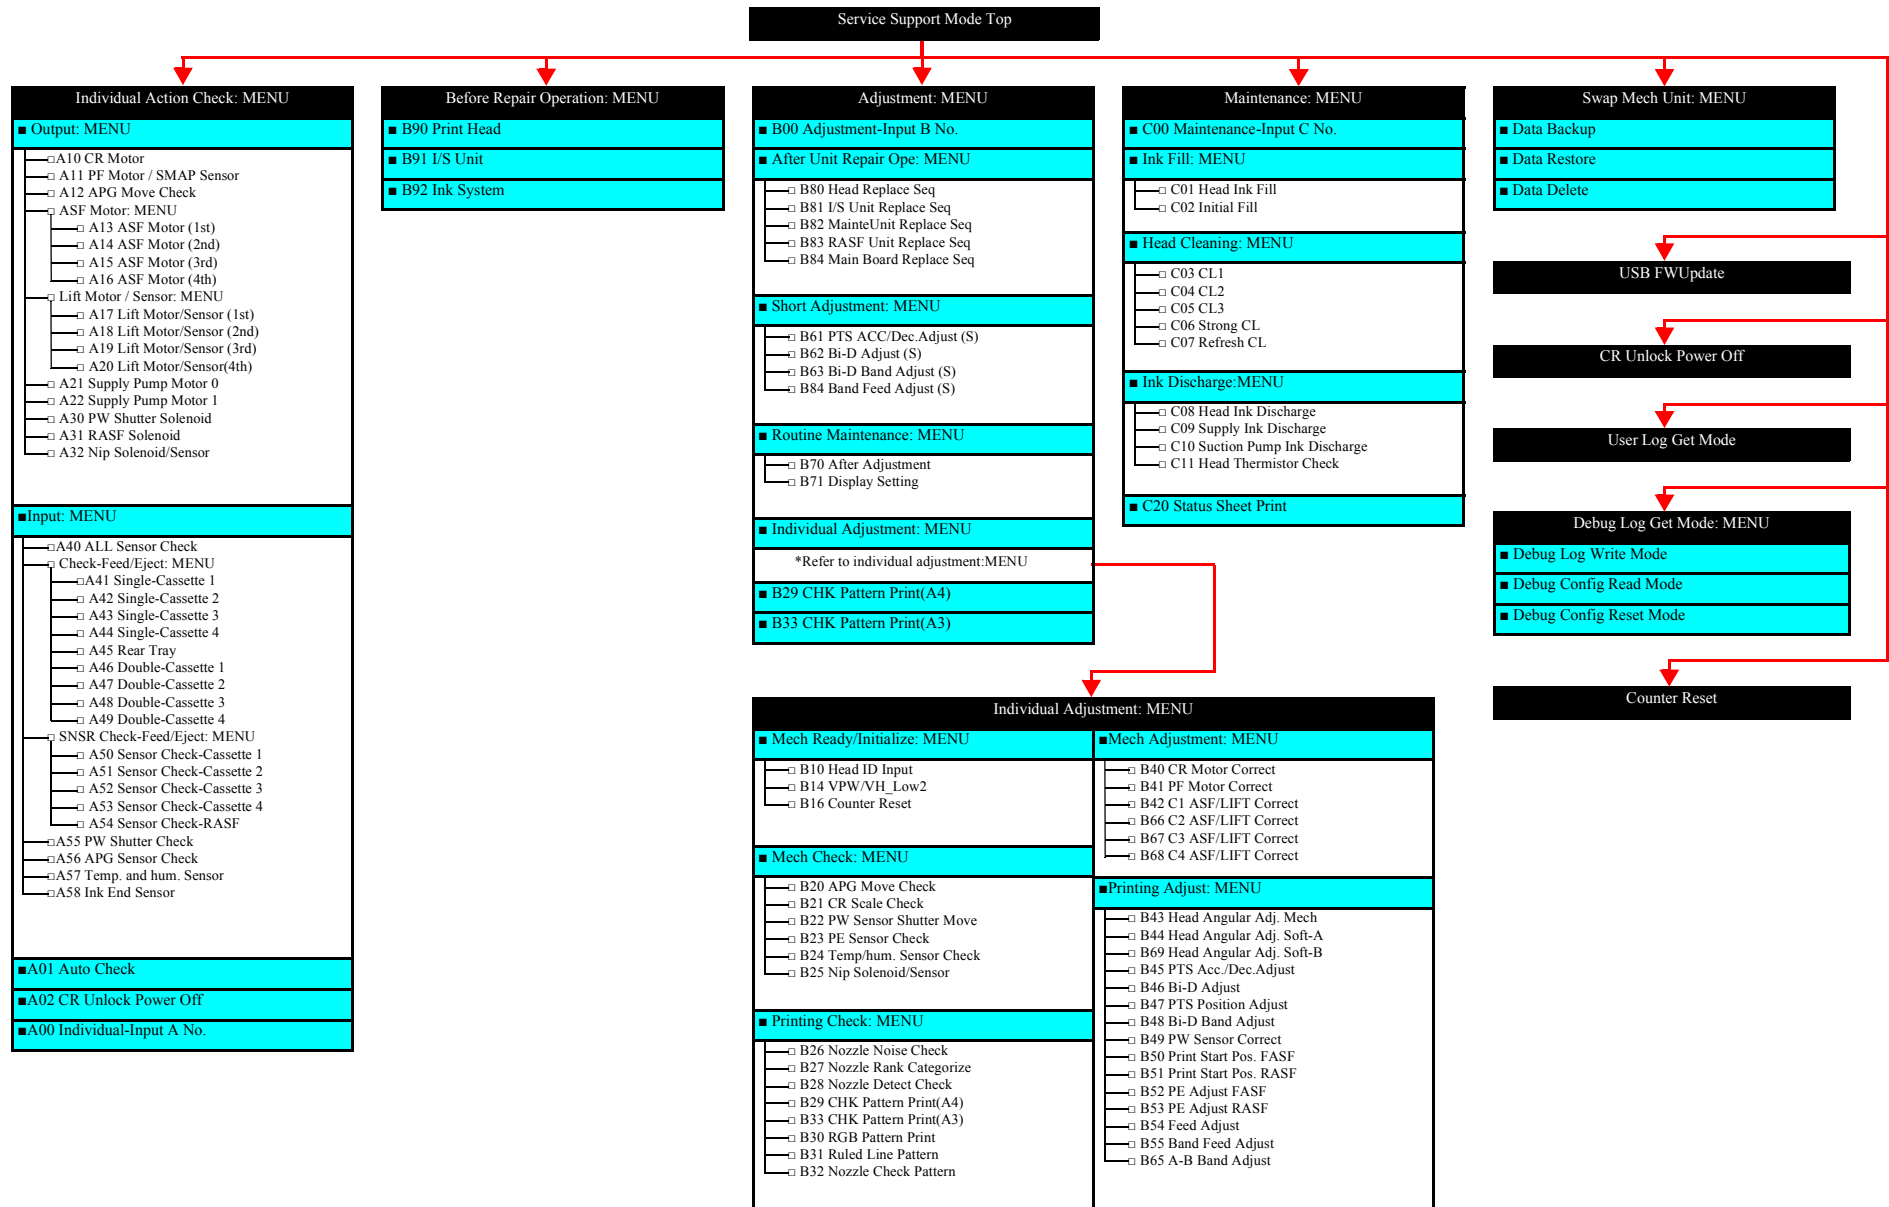 Service Support Mode Top
Individual Action Check: MENU
■ Output: MENU
□A10 CR Motor
□ A11 PF Motor / SMAP Sensor
□ A12 APG Move Check
□ ASF Motor: MENU
□ A13 ASF Motor (1st)
□ A14 ASF Motor (2nd)
□ A15 ASF Motor (3rd)
□ A16 ASF Motor (4th)
□ Lift Motor / Sensor: MENU
□ A17 Lift Motor/Sensor (1st)
□ A18 Lift Motor/Sensor (2nd)
□ A19 Lift Motor/Sensor (3rd)
□ A20 Lift Motor/Sensor(4th)
□ A21 Supply Pump Motor 0
□ A22 Supply Pump Motor 1
□ A30 PW Shutter Solenoid
□ A31 RASF Solenoid
□ A32 Nip Solenoid/Sensor
■Input: MENU
□A40 ALL Sensor Check
□ Check-Feed/Eject: MENU
□A41 Single-Cassette 1
□ A42 Single-Cassette 2
□ A43 Single-Cassette 3
□ A44 Single-Cassette 4
□ A45 Rear Tray
□ A46 Double-Cassette 1
□ A47 Double-Cassette 2
□ A48 Double-Cassette 3
□ A49 Double-Cassette 4
□ SNSR Check-Feed/Eject: MENU
□ A50 Sensor Check-Cassette 1
□ A51 Sensor Check-Cassette 2
□ A52 Sensor Check-Cassette 3
□ A53 Sensor Check-Cassette 4
□ A54 Sensor Check-RASF
□A55 PW Shutter Check
□A56 APG Sensor Check
□A57 Temp. and hum. Sensor
□A58 Ink End Sensor
■A01 Auto Check
■A02 CR Unlock Power Off
■A00 Individual-Input A No.
Before Repair Operation: MENU
■ B90 Print Head
■ B91 I/S Unit
■ B92 Ink System
Adjustment: MENU
■ B00 Adjustment-Input B No.
■ After Unit Repair Ope: MENU
□ B80 Head Replace Seq
□ B81 I/S Unit Replace Seq
□ B82 MainteUnit Replace Seq
□ B83 RASF Unit Replace Seq
□ B84 Main Board Replace Seq
■ Short Adjustment: MENU
□ B61 PTS ACC/Dec.Adjust (S)
□ B62 Bi-D Adjust (S)
□ B63 Bi-D Band Adjust (S)
□ B84 Band Feed Adjust (S)
■ Routine Maintenance: MENU
□ B70 After Adjustment
□ B71 Display Setting
■ Individual Adjustment: MENU
*Refer to individual adjustment:MENU
■ B29 CHK Pattern Print(A4)
■ B33 CHK Pattern Print(A3)
Maintenance: MENU
■ C00 Maintenance-Input C No.
■ Ink Fill: MENU
□ C01 Head Ink Fill
□ C02 Initial Fill
■ Head Cleaning: MENU
□ C03 CL1
□ C04 CL2
□ C05 CL3
□ C06 Strong CL
□ C07 Refresh CL
■ Ink Discharge:MENU
□ C08 Head Ink Discharge
□ C09 Supply Ink Discharge
□ C10 Suction Pump Ink Discharge
□ C11 Head Thermistor Check
■ C20 Status Sheet Print
Swap Mech Unit: MENU
■ Data Backup
■ Data Restore
■ Data Delete
USB FWUpdate
CR Unlock Power Off
User Log Get Mode
Debug Log Get Mode: MENU
■ Debug Log Write Mode
■ Debug Config Read Mode
■ Debug Config Reset Mode
Counter Reset
Individual Adjustment: MENU
■ Mech Ready/Initialize: MENU
□ B10 Head ID Input
□ B14 VPW/VH_Low2
□ B16 Counter Reset
■ Mech Check: MENU
□ B20 APG Move Check
□ B21 CR Scale Check
□ B22 PW Sensor Shutter Move
□ B23 PE Sensor Check
□ B24 Temp/hum. Sensor Check
□ B25 Nip Solenoid/Sensor
■ Printing Check: MENU
□ B26 Nozzle Noise Check
□ B27 Nozzle Rank Categorize
□ B28 Nozzle Detect Check
□ B29 CHK Pattern Print(A4)
□ B33 CHK Pattern Print(A3)
□ B30 RGB Pattern Print
□ B31 Ruled Line Pattern
□ B32 Nozzle Check Pattern
■Mech Adjustment: MENU
□ B40 CR Motor Correct
□ B41 PF Motor Correct
□ B42 C1 ASF/LIFT Correct
□ B66 C2 ASF/LIFT Correct
□ B67 C3 ASF/LIFT Correct
□ B68 C4 ASF/LIFT Correct
■Printing Adjust: MENU
□ B43 Head Angular Adj. Mech
□ B44 Head Angular Adj. Soft-A
□ B69 Head Angular Adj. Soft-B
□ B45 PTS Acc./Dec.Adjust
□ B46 Bi-D Adjust
□ B47 PTS Position Adjust
□ B48 Bi-D Band Adjust
□ B49 PW Sensor Correct
□ B50 Print Start Pos. FASF
□ B51 Print Start Pos. RASF
□ B52 PE Adjust FASF
□ B53 PE Adjust RASF
□ B54 Feed Adjust
□ B55 Band Feed Adjust
□ B65 A-B Band Adjust